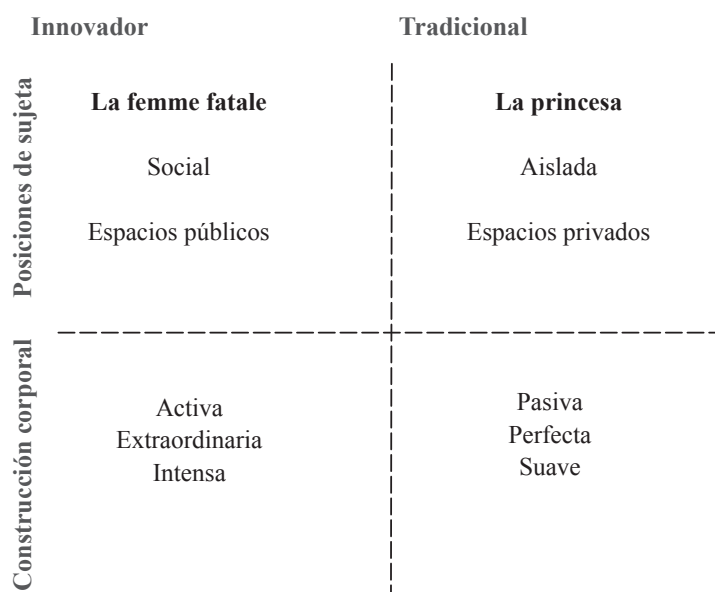 Innovador
Tradicional
Posiciones de sujeta
La femme fatale
Social
Espacios públicos
La princesa
Aislada
Espacios privados
Construcción corporal
Activa
Extraordinaria
Intensa
Pasiva
Perfecta
Suave